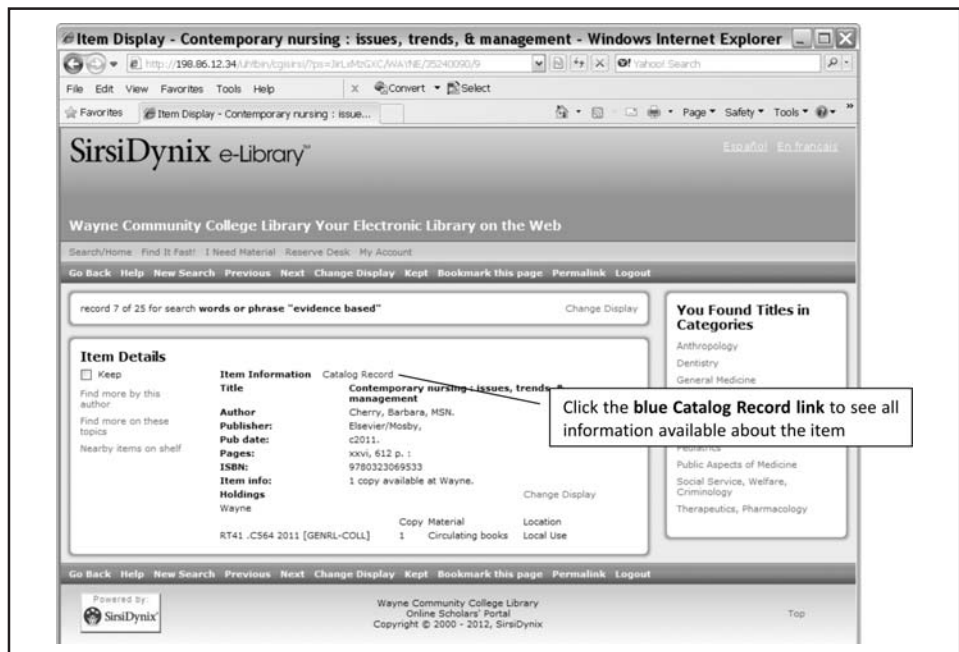 Item Display - Contemporary nursing : issues, trends, & management - Windows Internet Explorer
http://198.86.12.34/uhtbin/cgisirsi/ Yahoo! Search
File Edit View Favorites Tools Help x Convert Select
Favorites Item Display - Contemporary nursing : issue... Page Safety Tools »
SirsiDynix e-Library™ Español En français
Wayne Community College Library Your Electronic Library on the Web
Search/Home Find It Fast! I Need Material Reserve Desk My Account
Go Back Help New Search Previous Next Change Display Kept Bookmark this page Permalink Logout
record 7 of 25 for search words or phrase "evidence based" Change Display
Item Details
Keep
Find more by this
author
Find more on these
topics
Nearby items on shelf
Item Information Catalog Record
Title Contemporary nursing : issues, trends, &
management
Author Cherry, Barbara, MSN.
Publisher: Elsevier/Mosby,
Pub date: c2011.
Pages: xxvi, 612 p. :
ISBN: 9780323069533
Item info: 1 copy available at Wayne.
Holdings Change Display
Wayne
Copy Material Location
RT41 .C564 2011 [GENRL-COLL] 1 Circulating books Local Use
You Found Titles in
Categories
Anthropology
Dentistry
General Medicine
Click the blue Catalog Record link to see all
information available about the item
Pediatrics
Public Aspects of Medicine
Social Service, Welfare,
Criminology
Therapeutics, Pharmacology
Go Back Help New Search Previous Next Change Display Kept Bookmark this page Permalink Logout
Powered by:
SirsiDynix
Wayne Community College Library
Online Scholars' Portal
Copyright © 2000 - 2012, SirsiDynix
Top